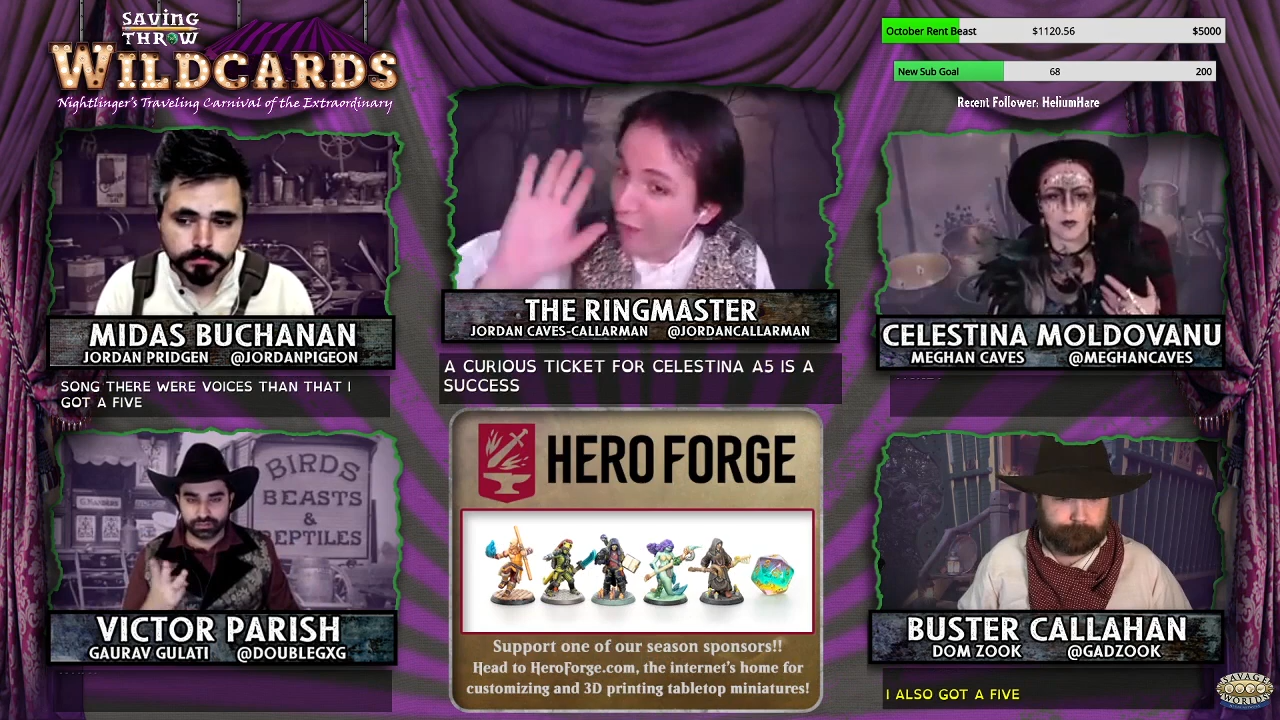 SAVING
THROW
WILDCARDS
Nightlinger's Traveling Carnival of the Extraordinary
October Rent Beast $1120.56 $5000
New Sub Goal 68 200
Recent Follower: HeliumHare
MIDAS BUCHANAN
JORDAN PRIDGEN @JORDANPIGEON
SONG THERE WERE VOICES THAN THAT I
GOT A FIVE
THE RINGMASTER
JORDAN CAVES-CALLARMAN @JORDANCALLARMAN
A CURIOUS TICKET FOR CELESTINA A5 IS A
SUCCESS
CELESTINA MOLDOVANU
MEGHAN CAVES @MEGHANCAVES
BIRDS
BEASTS
&
REPTILES
VICTOR PARISH
GAURAV GULATI @DOUBLEGXG
HERO FORGE
Support one of our season sponsors!!
Head to HeroForge.com, the internet's home for
customizing and 3D printing tabletop miniatures!
BUSTER CALLAHAN
DOM ZOOK @GADZOOK
I ALSO GOT A FIVE
SAVAGE
WORLDS